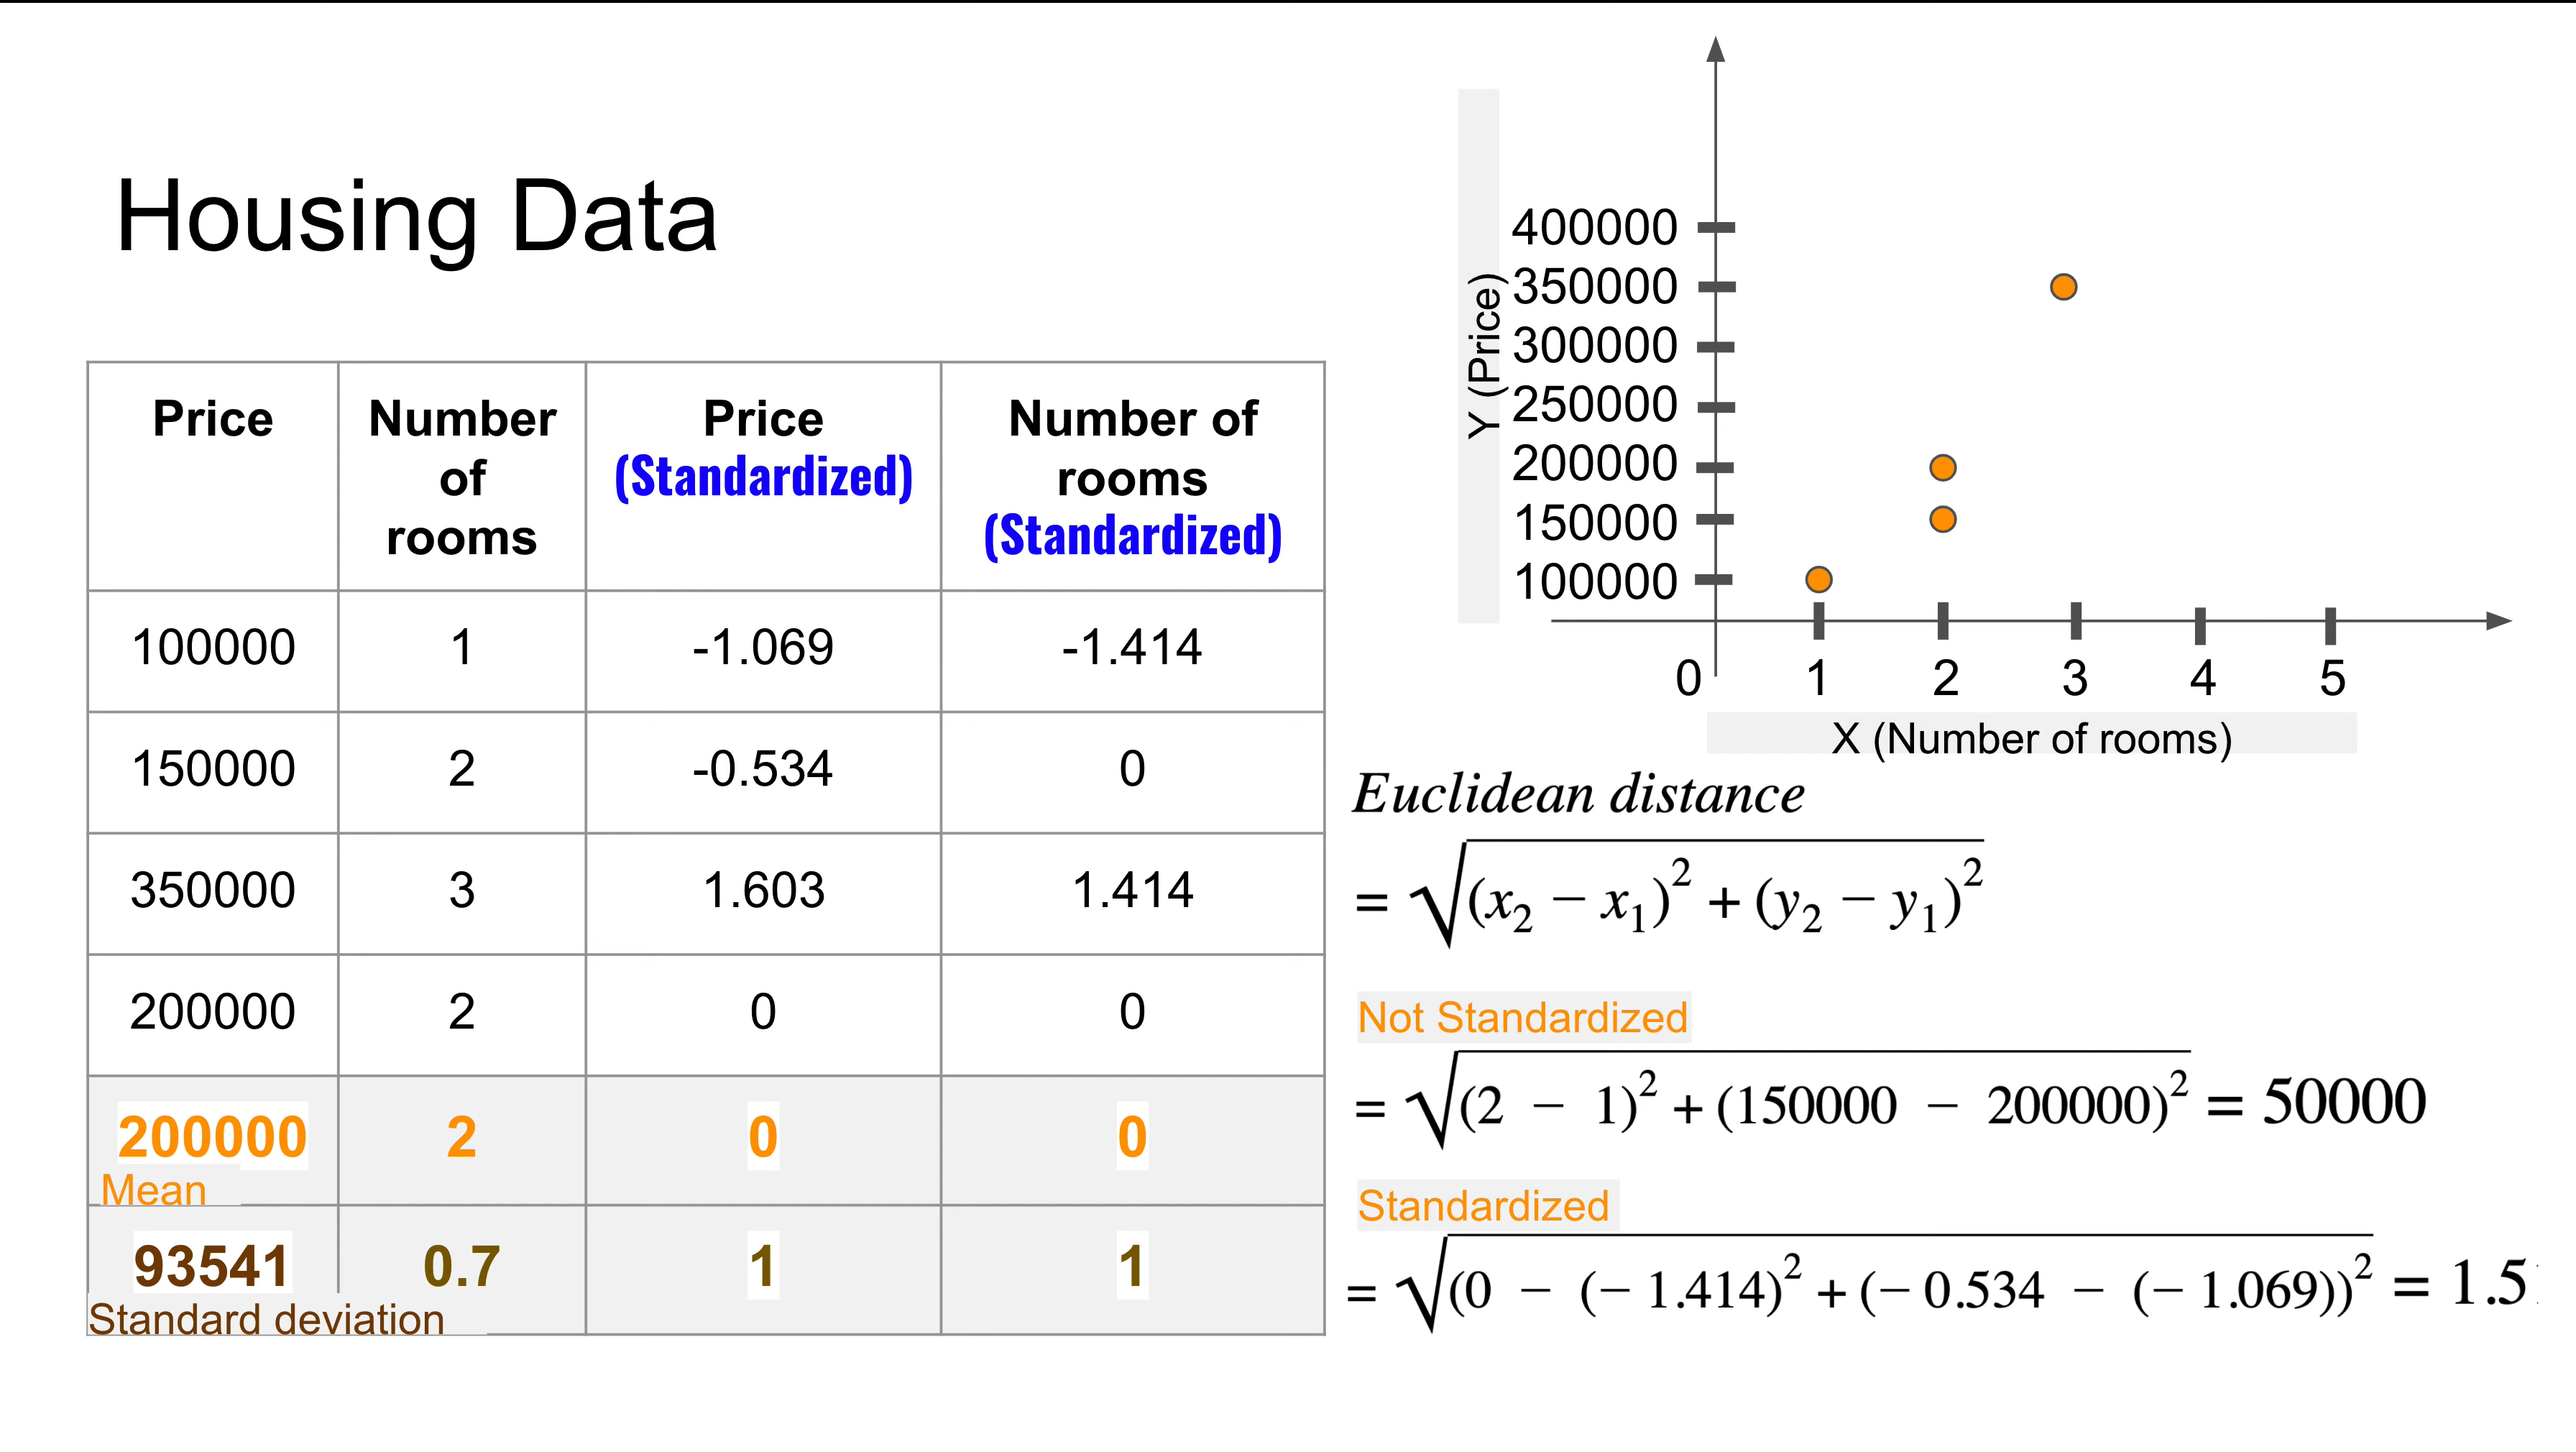 Housing Data
Price
Number
of
rooms
Price
(Standardized)
Number of
rooms
(Standardized)
100000 1 -1.069 -1.414
150000 2 -0.534 0
350000 3 1.603 1.414
200000 2 0 0
200000 2 0 0
Mean
93541 0.7 1 1
Standard deviation
Y (Price)
400000
350000
300000
250000
200000
150000
100000
0 1 2 3 4 5
X (Number of rooms)
Euclidean distance
= √(x₂ − x₁)² + (y₂ − y₁)²
Not Standardized
= √(2 − 1)² + (150000 − 200000)² = 50000
Standardized
= √(0 − (− 1.414)² + (− 0.534 − (− 1.069))² = 1.5